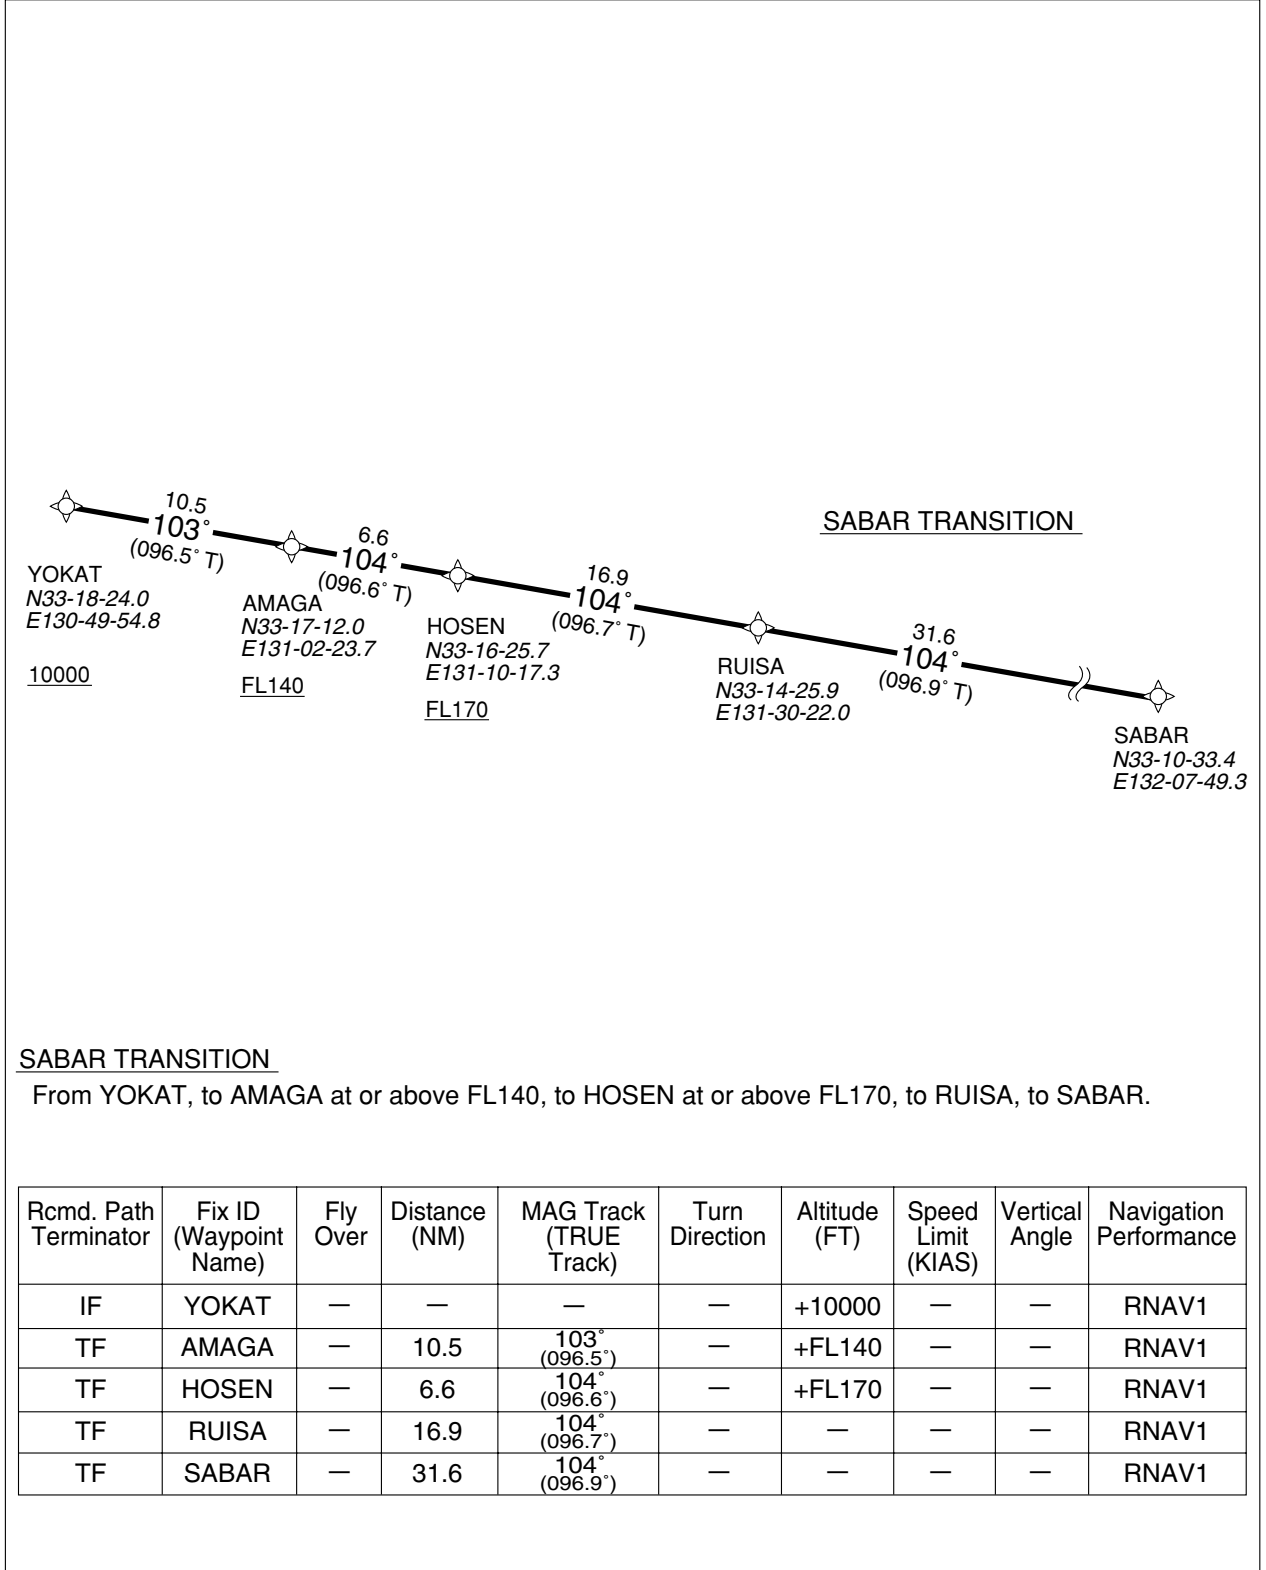 10.5
103°
(096.5° T)
6.6
104°
(096.6° T)
16.9
104°
(096.7° T)
31.6
104°
(096.9° T)
SABAR TRANSITION
YOKAT
N33-18-24.0
E130-49-54.8
10000
AMAGA
N33-17-12.0
E131-02-23.7
FL140
HOSEN
N33-16-25.7
E131-10-17.3
FL170
RUISA
N33-14-25.9
E131-30-22.0
SABAR
N33-10-33.4
E132-07-49.3
SABAR TRANSITION
From YOKAT, to AMAGA at or above FL140, to HOSEN at or above FL170, to RUISA, to SABAR.
Rcmd. Path Terminator | Fix ID (Waypoint Name) | Fly Over | Distance (NM) | MAG Track (TRUE Track) | Turn Direction | Altitude (FT) | Speed Limit (KIAS) | Vertical Angle | Navigation Performance
IF | YOKAT | — | — | — | — | +10000 | — | — | RNAV1
TF | AMAGA | — | 10.5 | 103° (096.5°) | — | +FL140 | — | — | RNAV1
TF | HOSEN | — | 6.6 | 104° (096.6°) | — | +FL170 | — | — | RNAV1
TF | RUISA | — | 16.9 | 104° (096.7°) | — | — | — | — | RNAV1
TF | SABAR | — | 31.6 | 104° (096.9°) | — | — | — | — | RNAV1